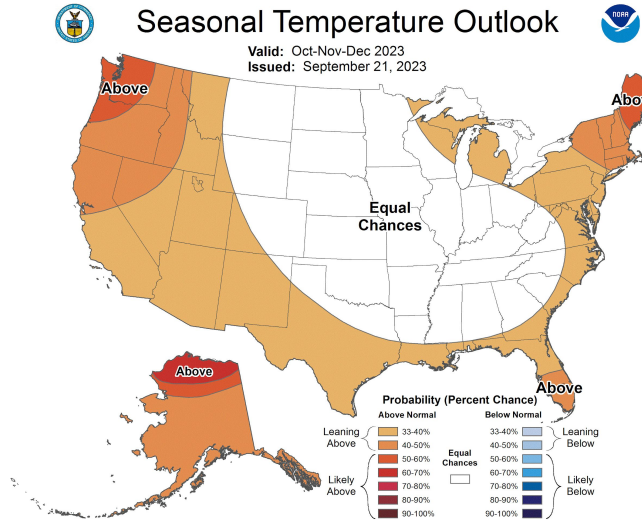 Seasonal Temperature Outlook
NOAA
Valid: Oct-Nov-Dec 2023
Issued: September 21, 2023
Above
Abo
Equal
Chances
Above
Above
Probability (Percent Chance)
Above Normal
Below Normal
Leaning
Above
33-40%
40-50%
Likely
Above
50-60%
60-70%
70-80%
80-90%
90-100%
Equal
Chances
33-40%
40-50%
Leaning
Below
50-60%
60-70%
70-80%
80-90%
90-100%
Likely
Below